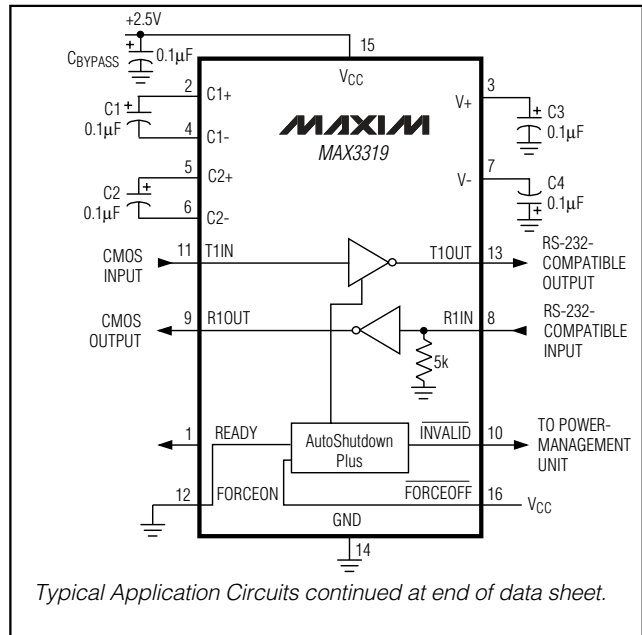 +2.5V
CBYPASS
0.1µF
15
VCC
2
C1+
C1
0.1µF
4
C1-
5
C2+
C2
0.1µF
6
C2-
MAXIM
MAX3319
3
V+
C3
0.1µF
7
V-
C4
0.1µF
CMOS
INPUT
11
T1IN
T1OUT
13
RS-232-
COMPATIBLE
OUTPUT
CMOS
OUTPUT
9
R1OUT
R1IN
8
RS-232-
COMPATIBLE
INPUT
5k
1
READY
AutoShutdown
Plus
INVALID
10
TO POWER-
MANAGEMENT
UNIT
12
FORCEON
FORCEOFF
16
VCC
GND
14
Typical Application Circuits continued at end of data sheet.